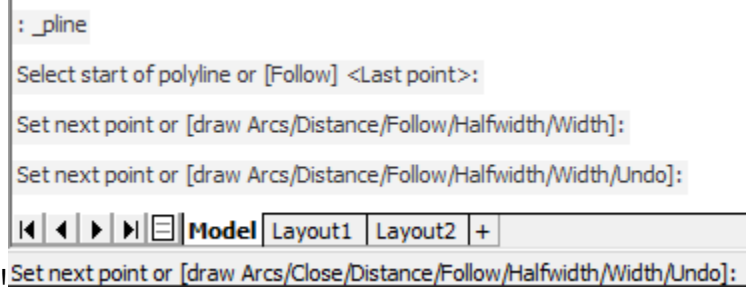 : _pline
Select start of polyline or [Follow] <Last point>:
Set next point or [draw Arcs/Distance/Follow/Halfwidth/Width]:
Set next point or [draw Arcs/Distance/Follow/Halfwidth/Width/Undo]:
Model Layout1 Layout2 +
Set next point or [draw Arcs/Close/Distance/Follow/Halfwidth/Width/Undo]: